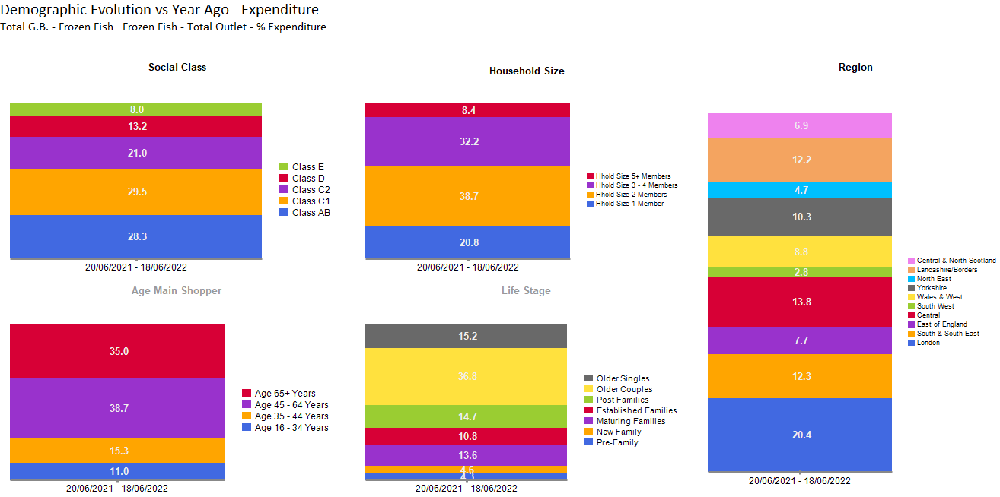 Demographic Evolution vs Year Ago - Expenditure
Total G.B. - Frozen Fish   Frozen Fish - Total Outlet - % Expenditure
Social Class
8.0
13.2
21.0
29.5
28.3
20/06/2021 - 18/06/2022
Class E
Class D
Class C2
Class C1
Class AB
Household Size
8.4
32.2
38.7
20.8
20/06/2021 - 18/06/2022
Hhold Size 5+ Members
Hhold Size 3 - 4 Members
Hhold Size 2 Members
Hhold Size 1 Member
Region
6.9
12.2
4.7
10.3
8.8
2.8
13.8
7.7
12.3
20.4
20/06/2021 - 18/06/2022
Central & North Scotland
Lancashire/Borders
North East
Yorkshire
Wales & West
South West
Central
East of England
South & South East
London
Age Main Shopper
35.0
38.7
15.3
11.0
20/06/2021 - 18/06/2022
Age 65+ Years
Age 45 - 64 Years
Age 35 - 44 Years
Age 16 - 34 Years
Life Stage
15.2
36.8
14.7
10.8
13.6
4.6
4.3
20/06/2021 - 18/06/2022
Older Singles
Older Couples
Post Families
Established Families
Maturing Families
New Family
Pre-Family